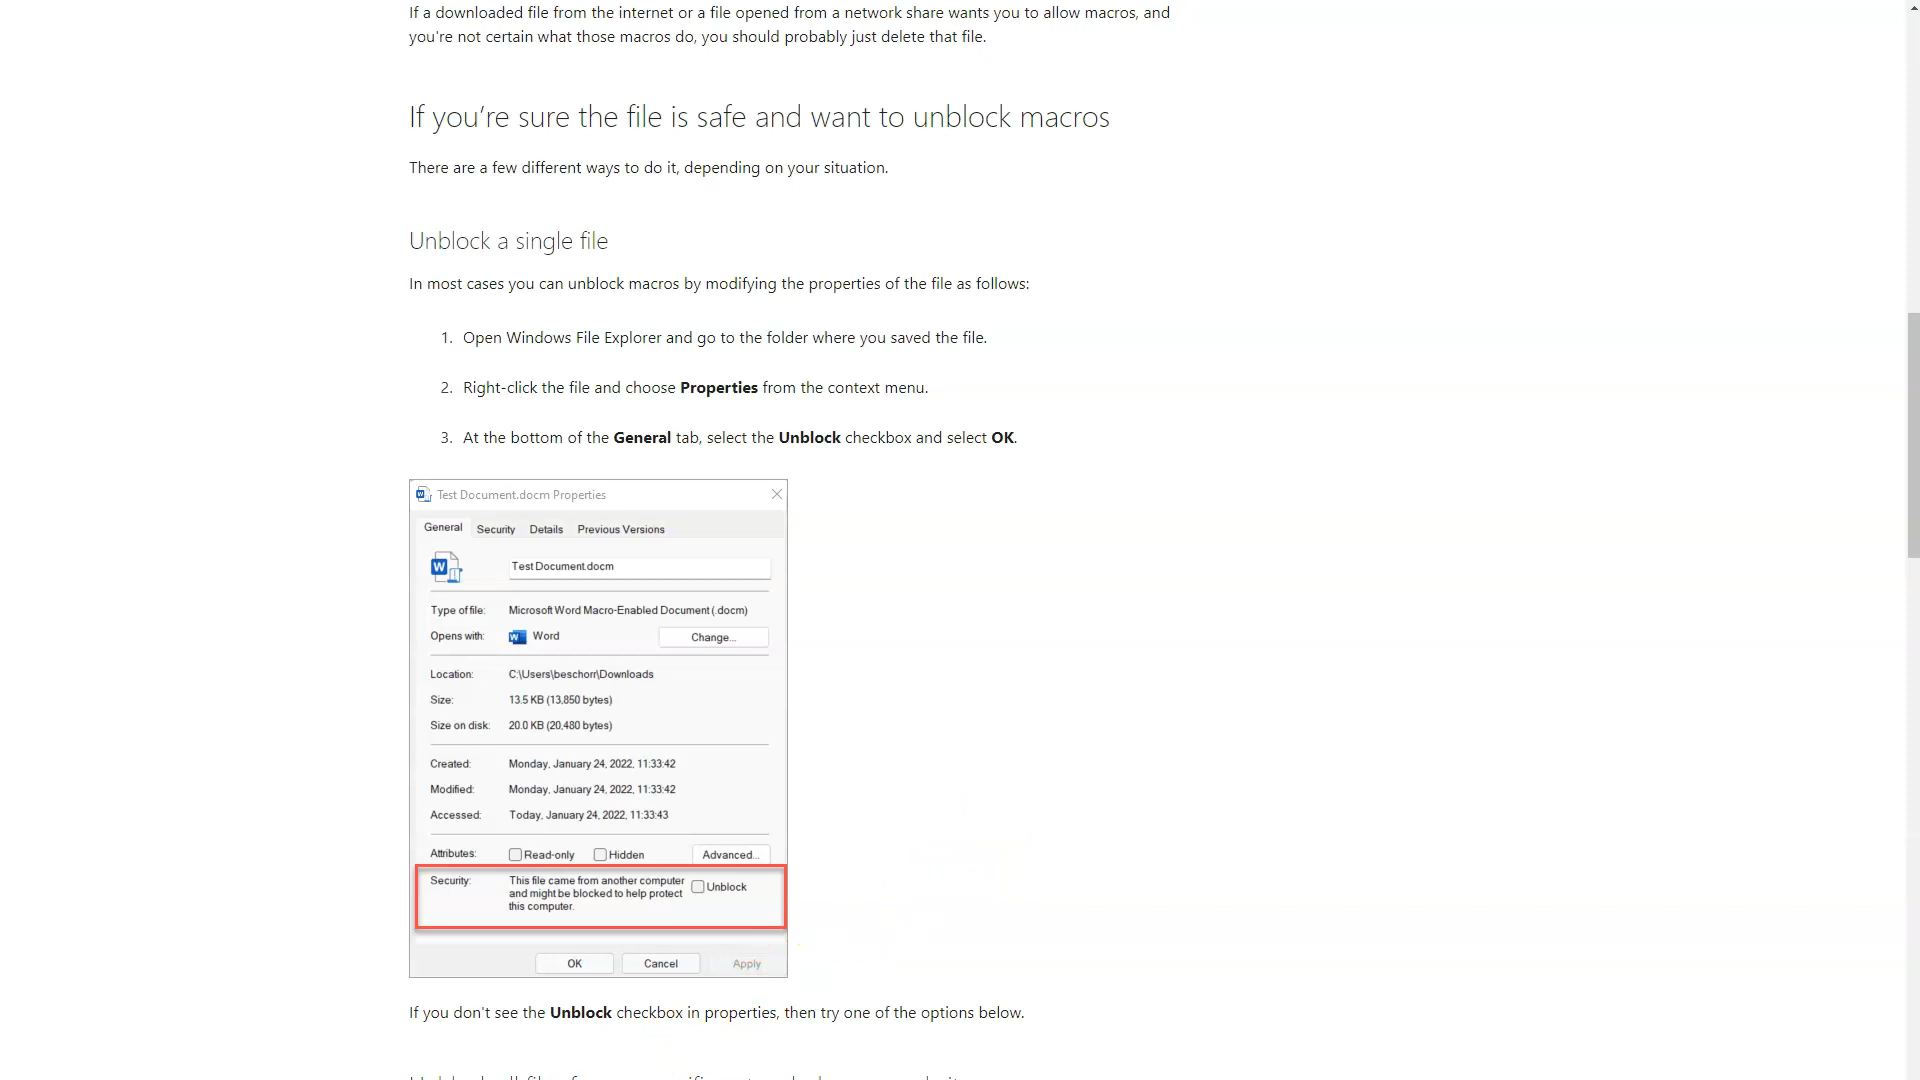 If a downloaded file from the internet or a file opened from a network share wants you to allow macros, and
you're not certain what those macros do, you should probably just delete that file.
If you're sure the file is safe and want to unblock macros
There are a few different ways to do it, depending on your situation.
Unblock a single file
In most cases you can unblock macros by modifying the properties of the file as follows:
1. Open Windows File Explorer and go to the folder where you saved the file.
2. Right-click the file and choose Properties from the context menu.
3. At the bottom of the General tab, select the Unblock checkbox and select OK.
Test Document.docm Properties
General Security Details Previous Versions
Test Document.docm
Type of file: Microsoft Word Macro-Enabled Document (.docm)
Opens with: Word Change...
Location: C:\Users\beschorr\Downloads
Size: 13.5 KB (13,850 bytes)
Size on disk: 20.0 KB (20,480 bytes)
Created: Monday, January 24, 2022, 11:33:42
Modified: Monday, January 24, 2022, 11:33:42
Accessed: Today, January 24, 2022, 11:33:43
Attributes: Read-only Hidden Advanced...
Security: This file came from another computer
and might be blocked to help protect Unblock
this computer.
OK Cancel Apply
If you don't see the Unblock checkbox in properties, then try one of the options below.